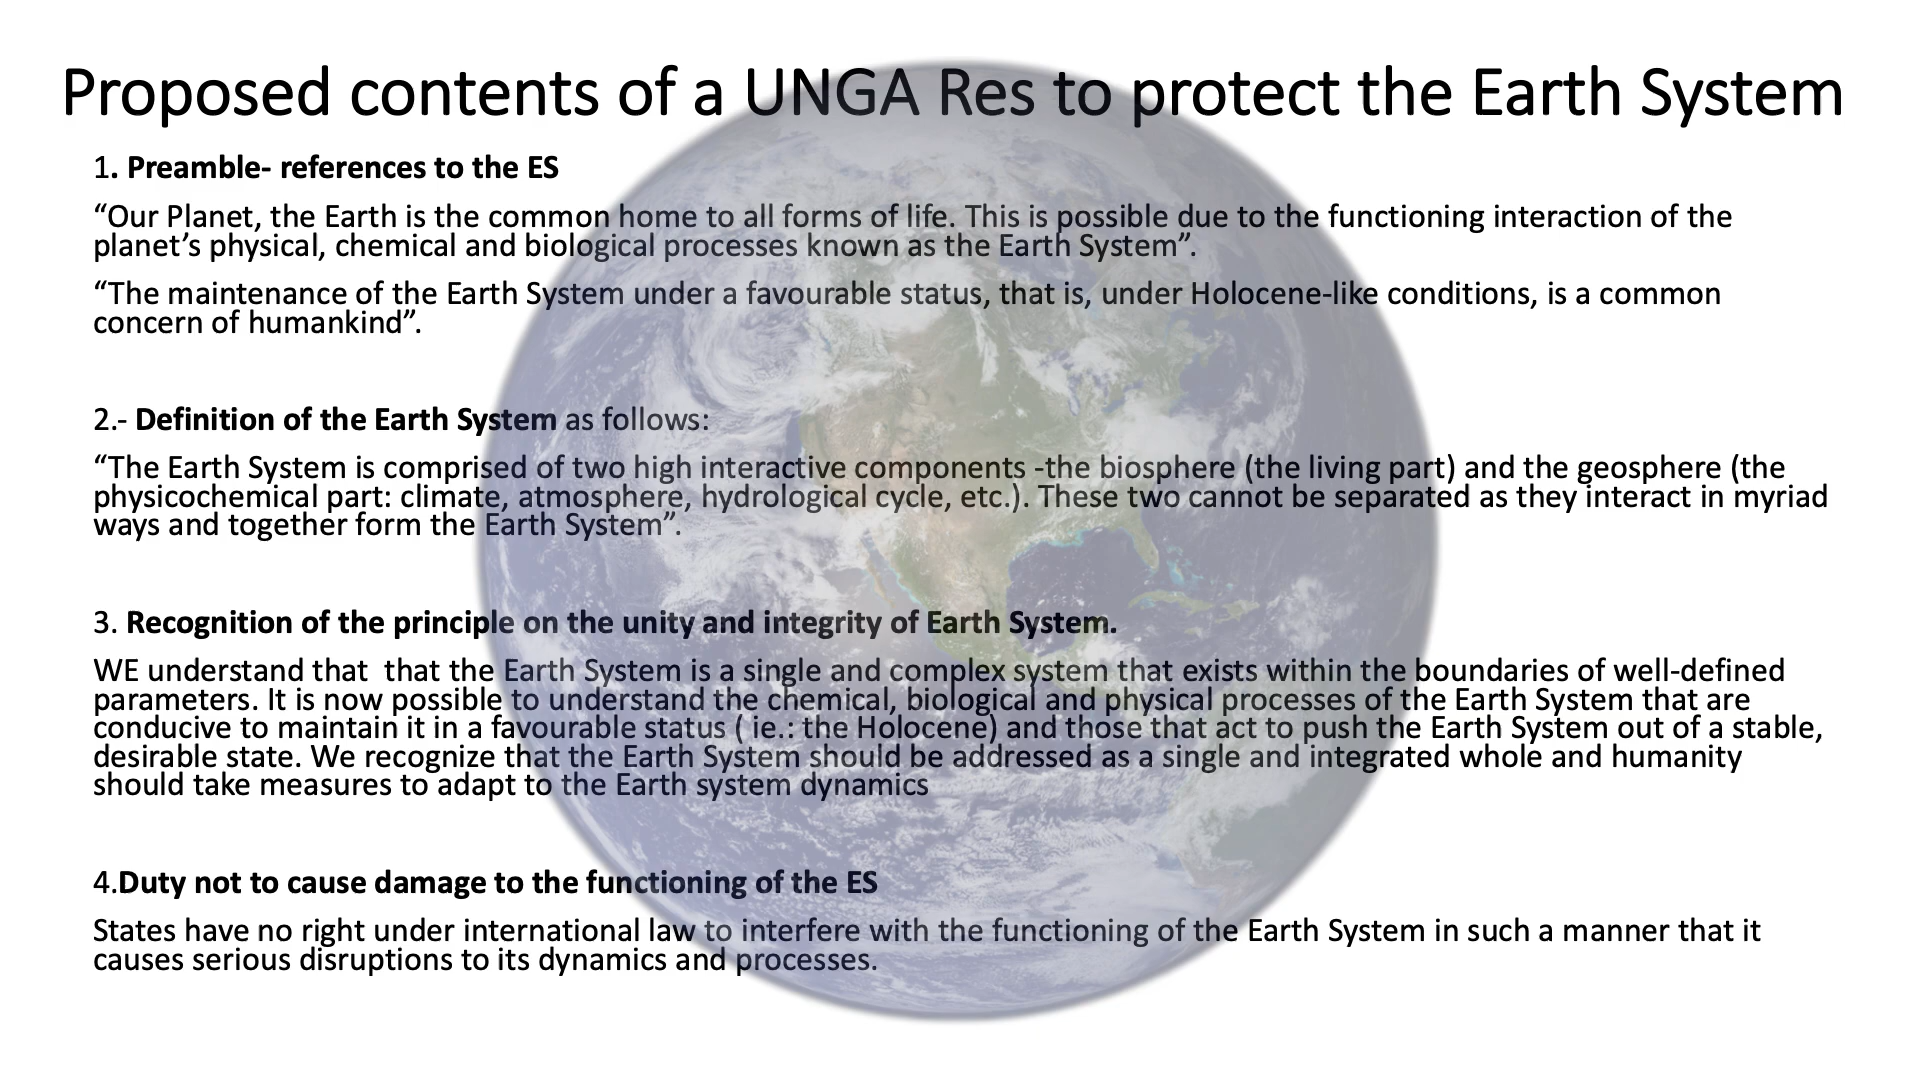 Proposed contents of a UNGA Res to protect the Earth System
1. Preamble- references to the ES
“Our Planet, the Earth is the common home to all forms of life. This is possible due to the functioning interaction of the
planet’s physical, chemical and biological processes known as the Earth System”.
“The maintenance of the Earth System under a favourable status, that is, under Holocene-like conditions, is a common
concern of humankind”.
2.- Definition of the Earth System as follows:
“The Earth System is comprised of two high interactive components -the biosphere (the living part) and the geosphere (the
physicochemical part: climate, atmosphere, hydrological cycle, etc.). These two cannot be separated as they interact in myriad
ways and together form the Earth System”.
3. Recognition of the principle on the unity and integrity of Earth System.
WE understand that  that the Earth System is a single and complex system that exists within the boundaries of well-defined
parameters. It is now possible to understand the chemical, biological and physical processes of the Earth System that are
conducive to maintain it in a favourable status ( ie.: the Holocene) and those that act to push the Earth System out of a stable,
desirable state. We recognize that the Earth System should be addressed as a single and integrated whole and humanity
should take measures to adapt to the Earth system dynamics
4.Duty not to cause damage to the functioning of the ES
States have no right under international law to interfere with the functioning of the Earth System in such a manner that it
causes serious disruptions to its dynamics and processes.